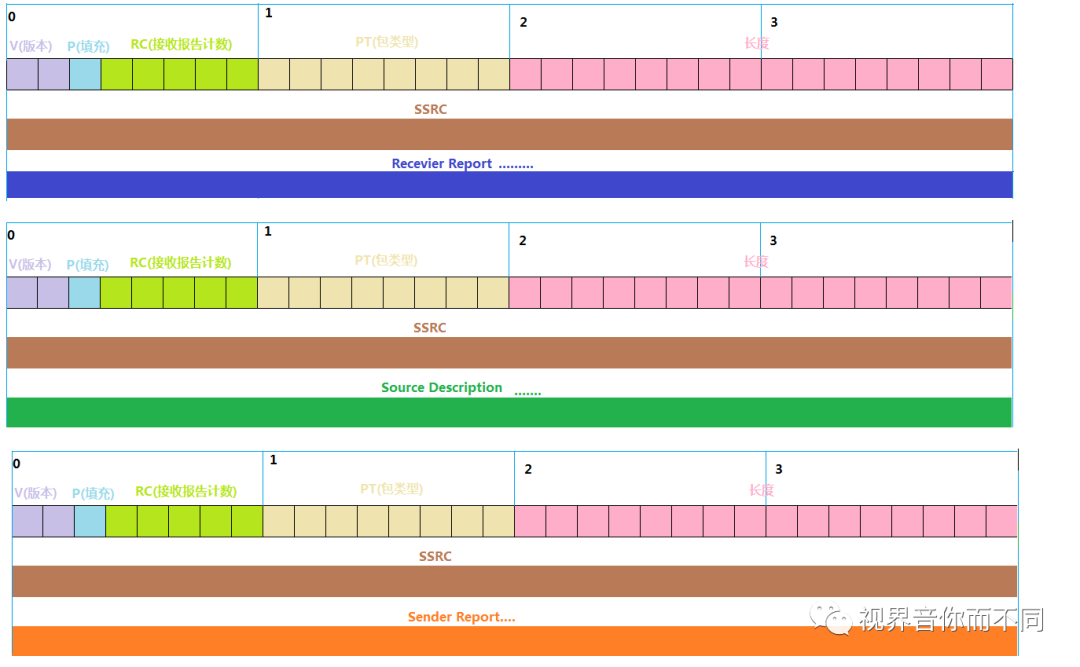 0 1 2 3
V(版本) P(填充) RC(接收报告计数) PT(包类型) 长度
SSRC
Recevier Report .........
0 1 2 3
V(版本) P(填充) RC(接收报告计数) PT(包类型) 长度
SSRC
Source Description .......
0 1 2 3
V(版本) P(填充) RC(接收报告计数) PT(包类型) 长度
SSRC
Sender Report....
视界音你而不同